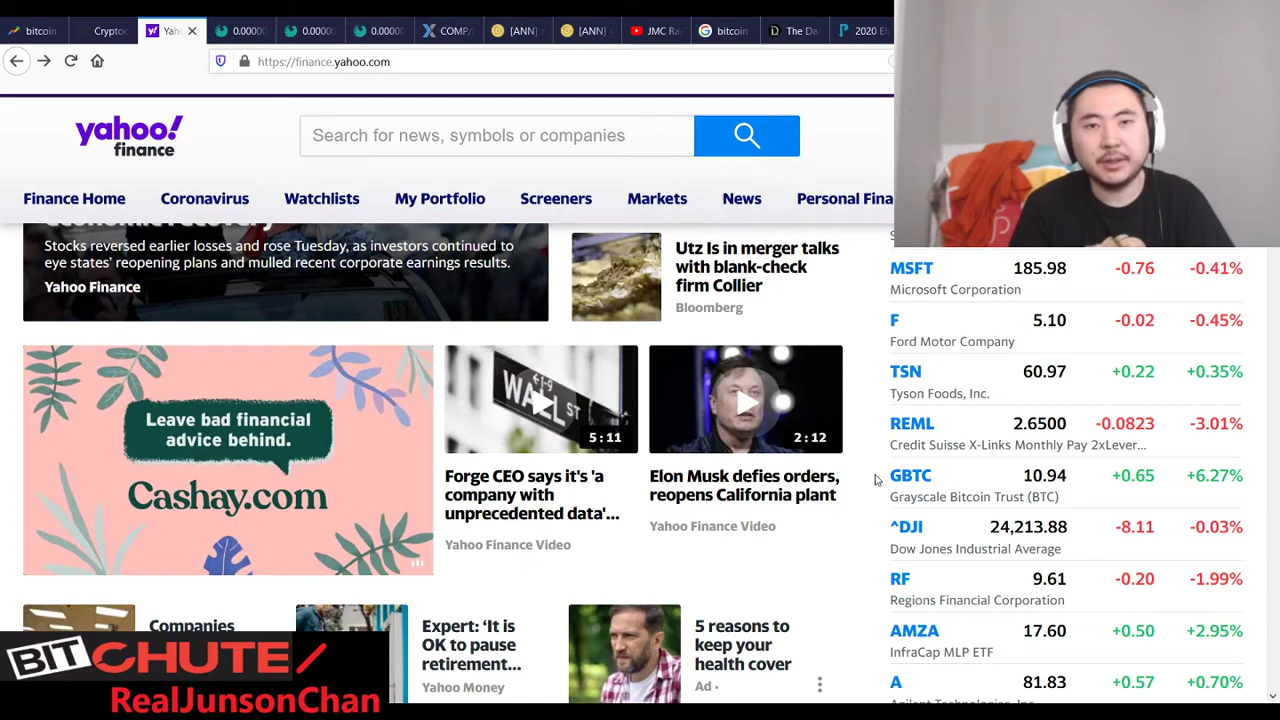 bitcoin
Cryptoc
Yaho
0.00000
0.00000
0.00000
COMP/
[ANN]
[ANN]
JMC Ra
bitcoin
The Da
2020 El
https://finance.yahoo.com
yahoo!
finance
Search for news, symbols or companies
Finance Home
Coronavirus
Watchlists
My Portfolio
Screeners
Markets
News
Personal Fina
Stocks reversed earlier losses and rose Tuesday, as investors continued to
eye states' reopening plans and mulled recent corporate earnings results.
Yahoo Finance
Utz Is in merger talks
with blank-check
firm Collier
Bloomberg
Leave bad financial
advice behind.
Cashay.com
WALL ST
5:11
Forge CEO says it's 'a
company with
unprecedented data'...
Yahoo Finance Video
2:12
Elon Musk defies orders,
reopens California plant
Yahoo Finance Video
Companies
Expert: 'It is
OK to pause
retirement...
Yahoo Money
5 reasons to
keep your
health cover
Ad •
MSFT 185.98 -0.76 -0.41%
Microsoft Corporation
F 5.10 -0.02 -0.45%
Ford Motor Company
TSN 60.97 +0.22 +0.35%
Tyson Foods, Inc.
REML 2.6500 -0.0823 -3.01%
Credit Suisse X-Links Monthly Pay 2xLever...
GBTC 10.94 +0.65 +6.27%
Grayscale Bitcoin Trust (BTC)
^DJI 24,213.88 -8.11 -0.03%
Dow Jones Industrial Average
RF 9.61 -0.20 -1.99%
Regions Financial Corporation
AMZA 17.60 +0.50 +2.95%
InfraCap MLP ETF
A 81.83 +0.57 +0.70%
Agilent Technologies, Inc.
BITCHUTE/
RealJunsonChan